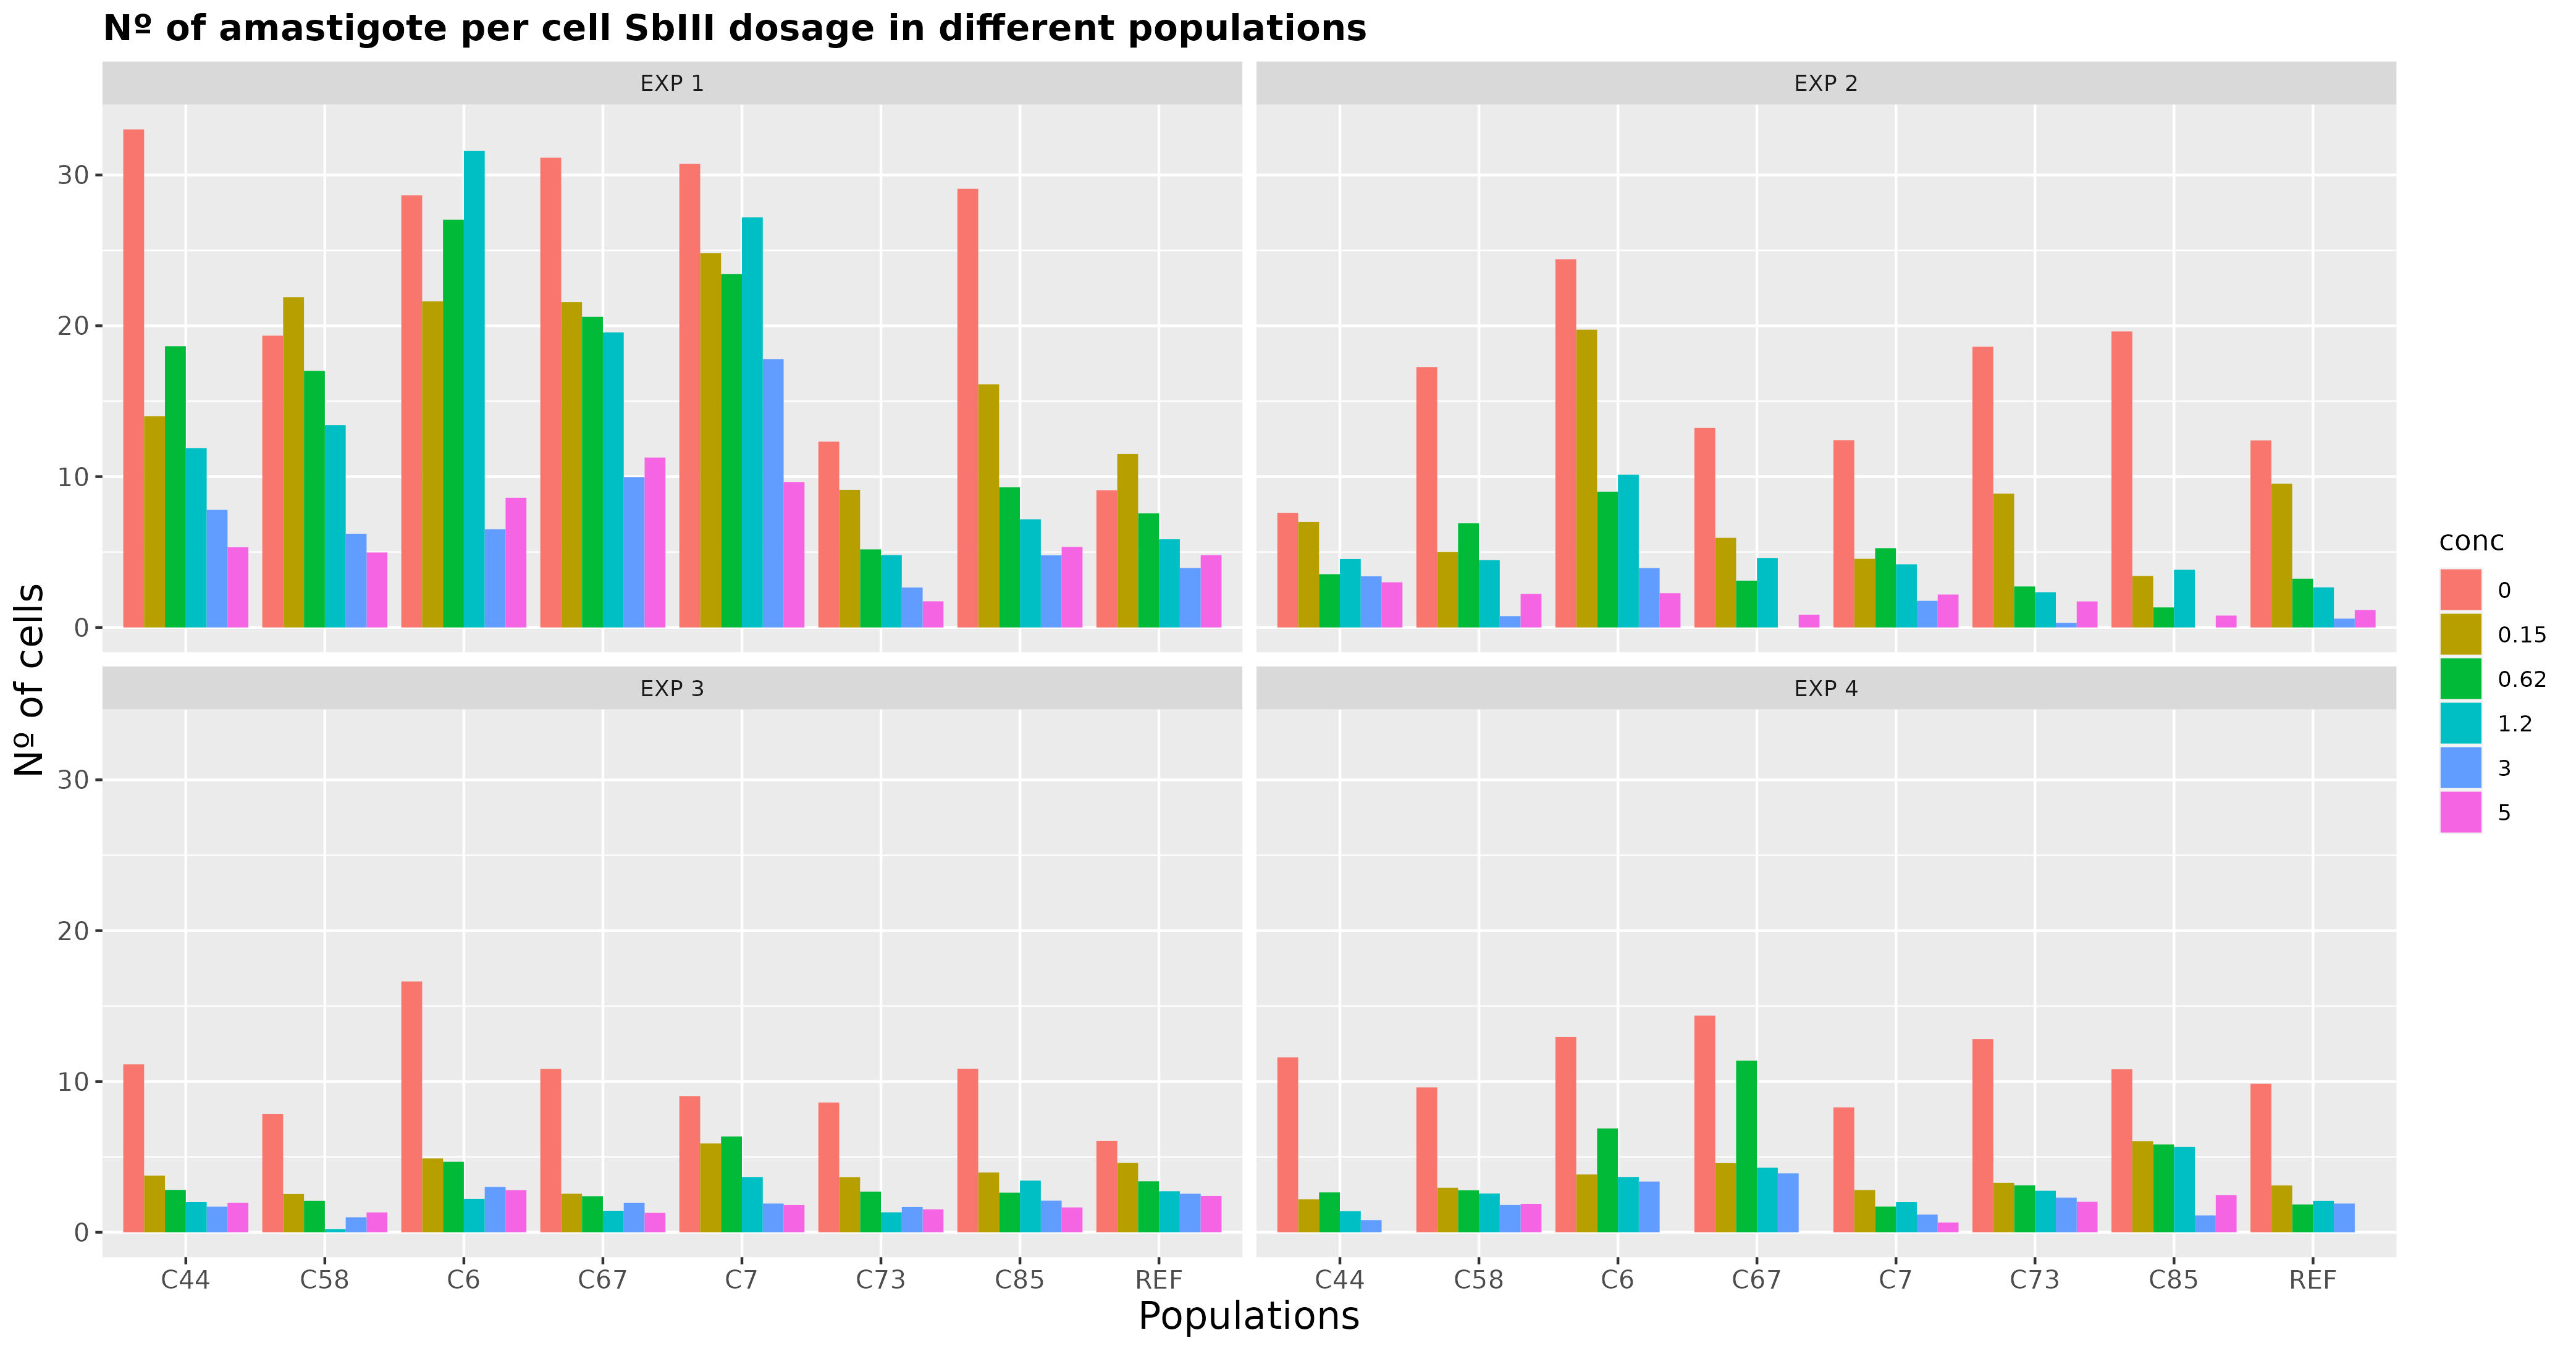 Nº of amastigote per cell SbIII dosage in different populations
EXP 1
EXP 2
30
20
10
0
EXP 3
EXP 4
30
20
10
0
C44 C58 C6 C67 C7 C73 C85 REF
C44 C58 C6 C67 C7 C73 C85 REF
Nº of cells
Populations
conc
0
0.15
0.62
1.2
3
5